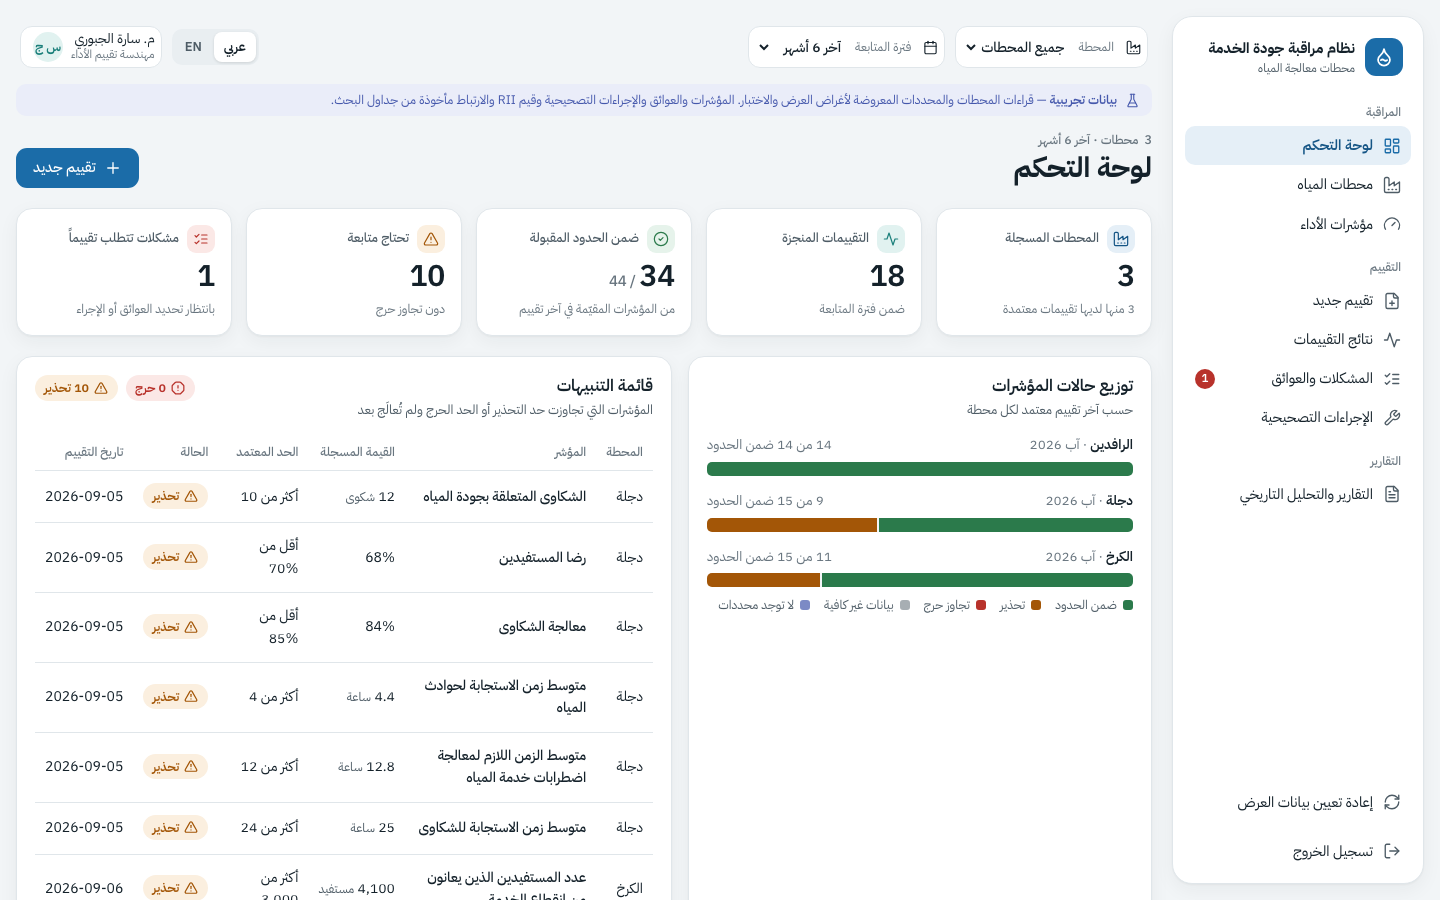 نظام مراقبة جودة الخدمة
محطات معالجة المياه
المراقبة
لوحة التحكم
محطات المياه
مؤشرات الأداء
التقييم
تقييم جديد
نتائج التقييمات
المشكلات والعوائق 1
الإجراءات التصحيحية
التقارير
التقارير والتحليل التاريخي
إعادة تعيين بيانات العرض
تسجيل الخروج
المحطة جميع المحطات
فترة المتابعة آخر 6 أشهر
عربي EN
م. سارة الجبوري
مهندسة تقييم الأداء
س ج
بيانات تجريبية — قراءات المحطات والمحددات المعروضة لأغراض العرض والاختبار. المؤشرات والعوائق والإجراءات التصحيحية وقيم RII والارتباط مأخوذة من جداول البحث.
3 محطات · آخر 6 أشهر
لوحة التحكم
تقييم جديد
المحطات المسجلة
3
3 منها لديها تقييمات معتمدة
التقييمات المنجزة
18
ضمن فترة المتابعة
ضمن الحدود المقبولة
34 / 44
من المؤشرات المقيّمة في آخر تقييم
تحتاج متابعة
10
دون تجاوز حرج
مشكلات تتطلب تقييماً
1
بانتظار تحديد العوائق أو الإجراء
توزيع حالات المؤشرات
حسب آخر تقييم معتمد لكل محطة
الرافدين · آب 2026 14 من 14 ضمن الحدود
دجلة · آب 2026 9 من 15 ضمن الحدود
الكرخ · آب 2026 11 من 15 ضمن الحدود
ضمن الحدود تحذير تجاوز حرج بيانات غير كافية لا توجد محددات
قائمة التنبيهات
0 حرج 10 تحذير
المؤشرات التي تجاوزت حد التحذير أو الحد الحرج ولم تُعالَج بعد
المحطة المؤشر القيمة المسجلة الحد المعتمد الحالة تاريخ التقييم
دجلة الشكاوى المتعلقة بجودة المياه 12 شكوى أكثر من 10 تحذير 2026-09-05
دجلة رضا المستفيدين 68% أقل من 70% تحذير 2026-09-05
دجلة معالجة الشكاوى 84% أقل من 85% تحذير 2026-09-05
دجلة متوسط زمن الاستجابة لحوادث المياه 4.4 ساعة أكثر من 4 تحذير 2026-09-05
دجلة متوسط الزمن اللازم لمعالجة اضطرابات خدمة المياه 12.8 ساعة أكثر من 12 تحذير 2026-09-05
دجلة متوسط زمن الاستجابة للشكاوى 25 ساعة أكثر من 24 تحذير 2026-09-05
الكرخ عدد المستفيدين الذين يعانون من انقطاع الخدمة 4,100 مستفيد أكثر من 3,000 تحذير 2026-09-06